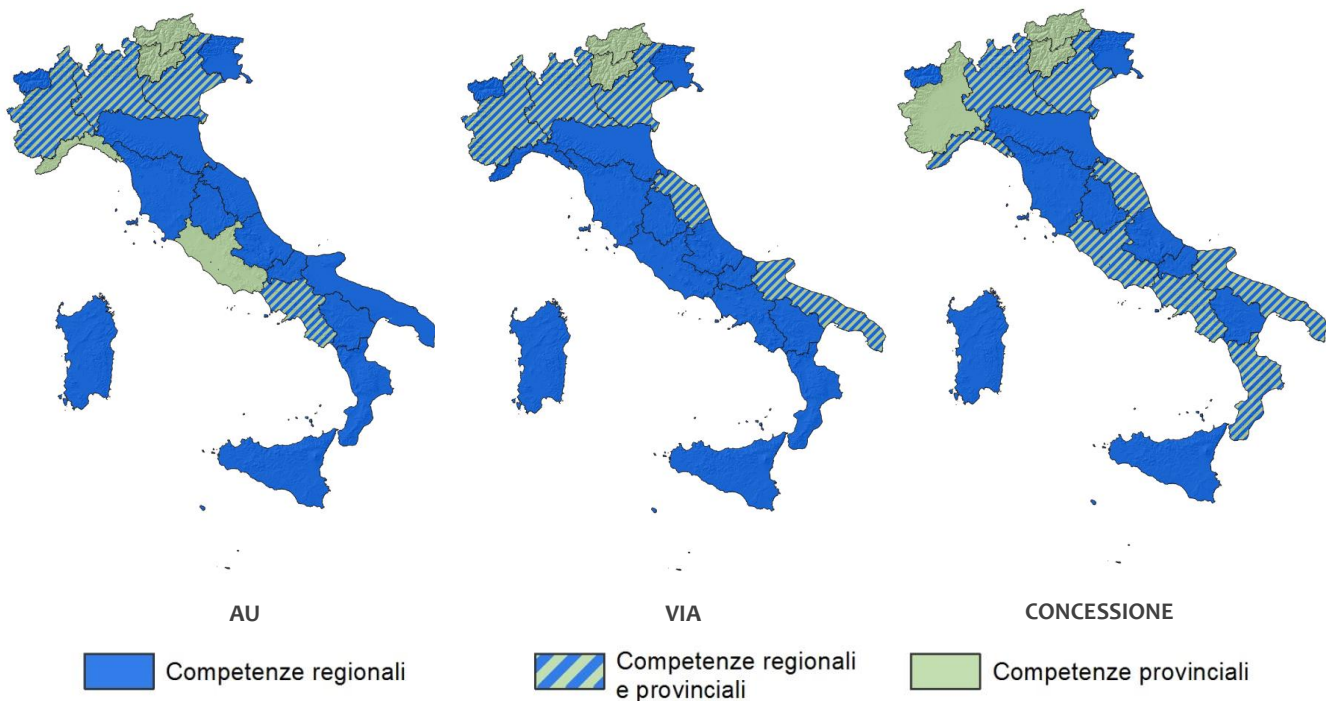 AU
VIA
CONCESSIONE
Competenze regionali
Competenze regionali
e provinciali
Competenze provinciali